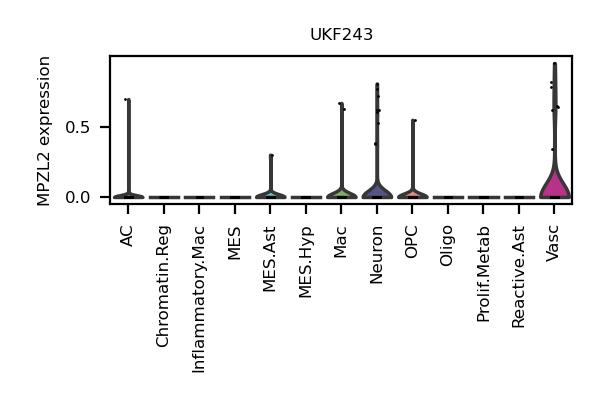 UKF243
MPZL2 expression
0.5
0.0
AC
Chromatin.Reg
Inflammatory.Mac
MES
MES.Ast
MES.Hyp
Mac
Neuron
OPC
Oligo
Prolif.Metab
Reactive.Ast
Vasc